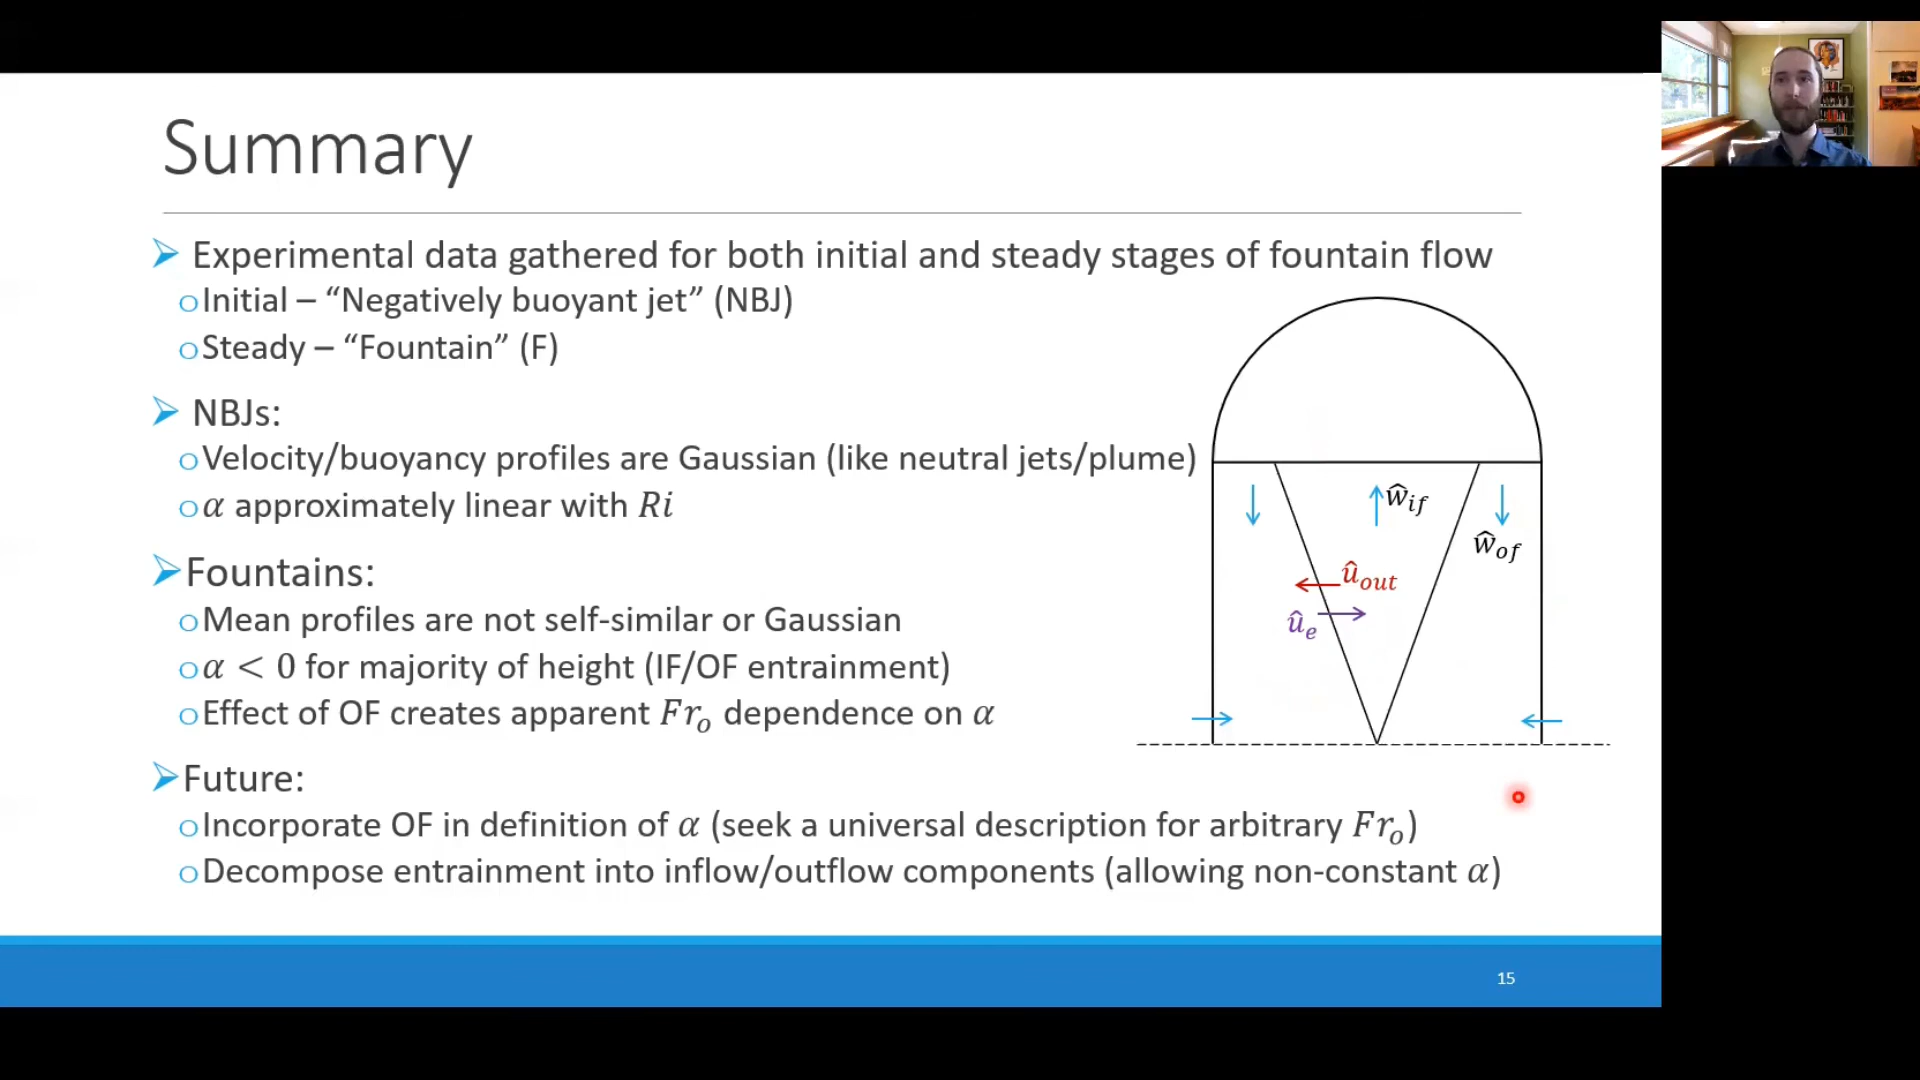 Summary
➢ Experimental data gathered for both initial and steady stages of fountain flow
o Initial – “Negatively buoyant jet” (NBJ)
o Steady – “Fountain” (F)
➢ NBJs:
o Velocity/buoyancy profiles are Gaussian (like neutral jets/plume)
o α approximately linear with Ri
➢ Fountains:
o Mean profiles are not self-similar or Gaussian
o α < 0 for majority of height (IF/OF entrainment)
o Effect of OF creates apparent Fr_o dependence on α
➢ Future:
o Incorporate OF in definition of α (seek a universal description for arbitrary Fr_o)
o Decompose entrainment into inflow/outflow components (allowing non-constant α)
ŵ_if
ŵ_of
û_out
û_e
15